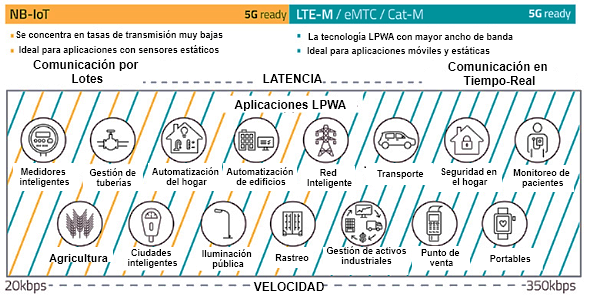 NB-IoT 5G ready
LTE-M / eMTC / Cat-M 5G ready
• Se concentra en tasas de transmisión muy bajas
• Ideal para aplicaciones con sensores estáticos
• La tecnología LPWA con mayor ancho de banda
• Ideal para aplicaciones móviles y estáticas
Comunicación por
Lotes
LATENCIA
Comunicación en
Tiempo-Real
Aplicaciones LPWA
Medidores
inteligentes
Gestión de
tuberías
Automatización
del hogar
Automatización
de edificios
Red
Inteligente
Transporte
Seguridad en
el hogar
Monitoreo de
pacientes
Agricultura
Ciudades
inteligentes
Iluminación
pública
Rastreo
Gestión de activos
industriales
Punto de
venta
Portables
20kbps
VELOCIDAD
350kbps